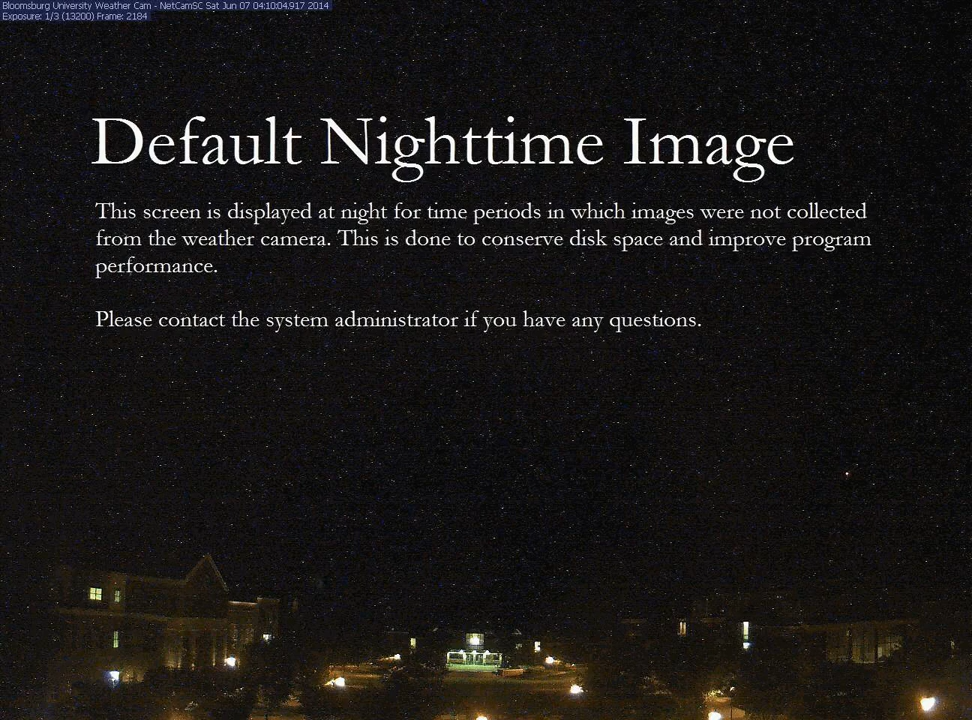 Bloomsburg University Weather Cam - NetCamSC Sat Jun 07 04:10:04.917 2014
Exposure: 1/3 (13200) Frame: 2184
Default Nighttime Image
This screen is displayed at night for time periods in which images were not collected
from the weather camera. This is done to conserve disk space and improve program
performance.
Please contact the system administrator if you have any questions.